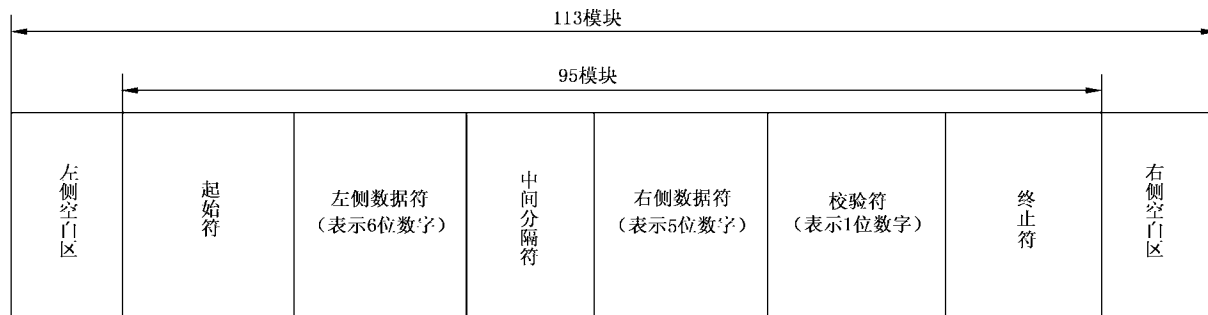 113模块
95模块
左侧空白区
起始符
左侧数据符
（表示6位数字）
中间分隔符
右侧数据符
（表示5位数字）
校验符
（表示1位数字）
终止符
右侧空白区